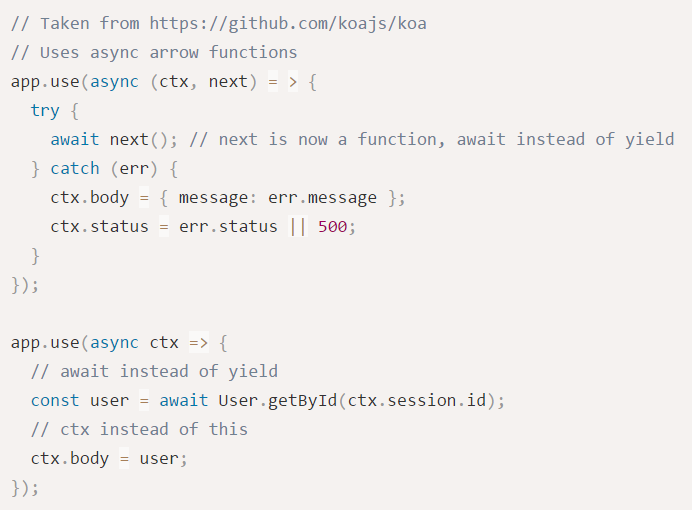 // Taken from https://github.com/koajs/koa
// Uses async arrow functions
app.use(async (ctx, next) = > {
  try {
    await next(); // next is now a function, await instead of yield
  } catch (err) {
    ctx.body = { message: err.message };
    ctx.status = err.status || 500;
  }
});

app.use(async ctx => {
  // await instead of yield
  const user = await User.getById(ctx.session.id);
  // ctx instead of this
  ctx.body = user;
});